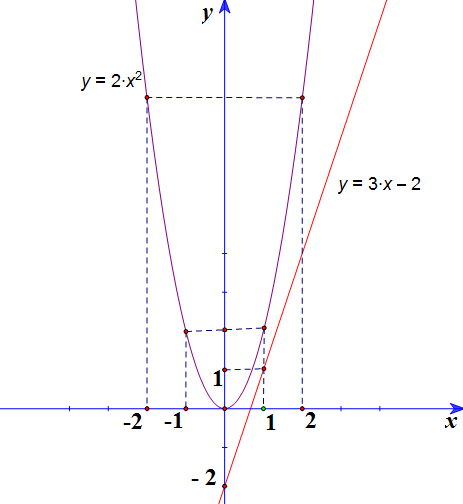 y
y = 2·x²
y = 3·x − 2
1
-2 -1 1 2 x
- 2